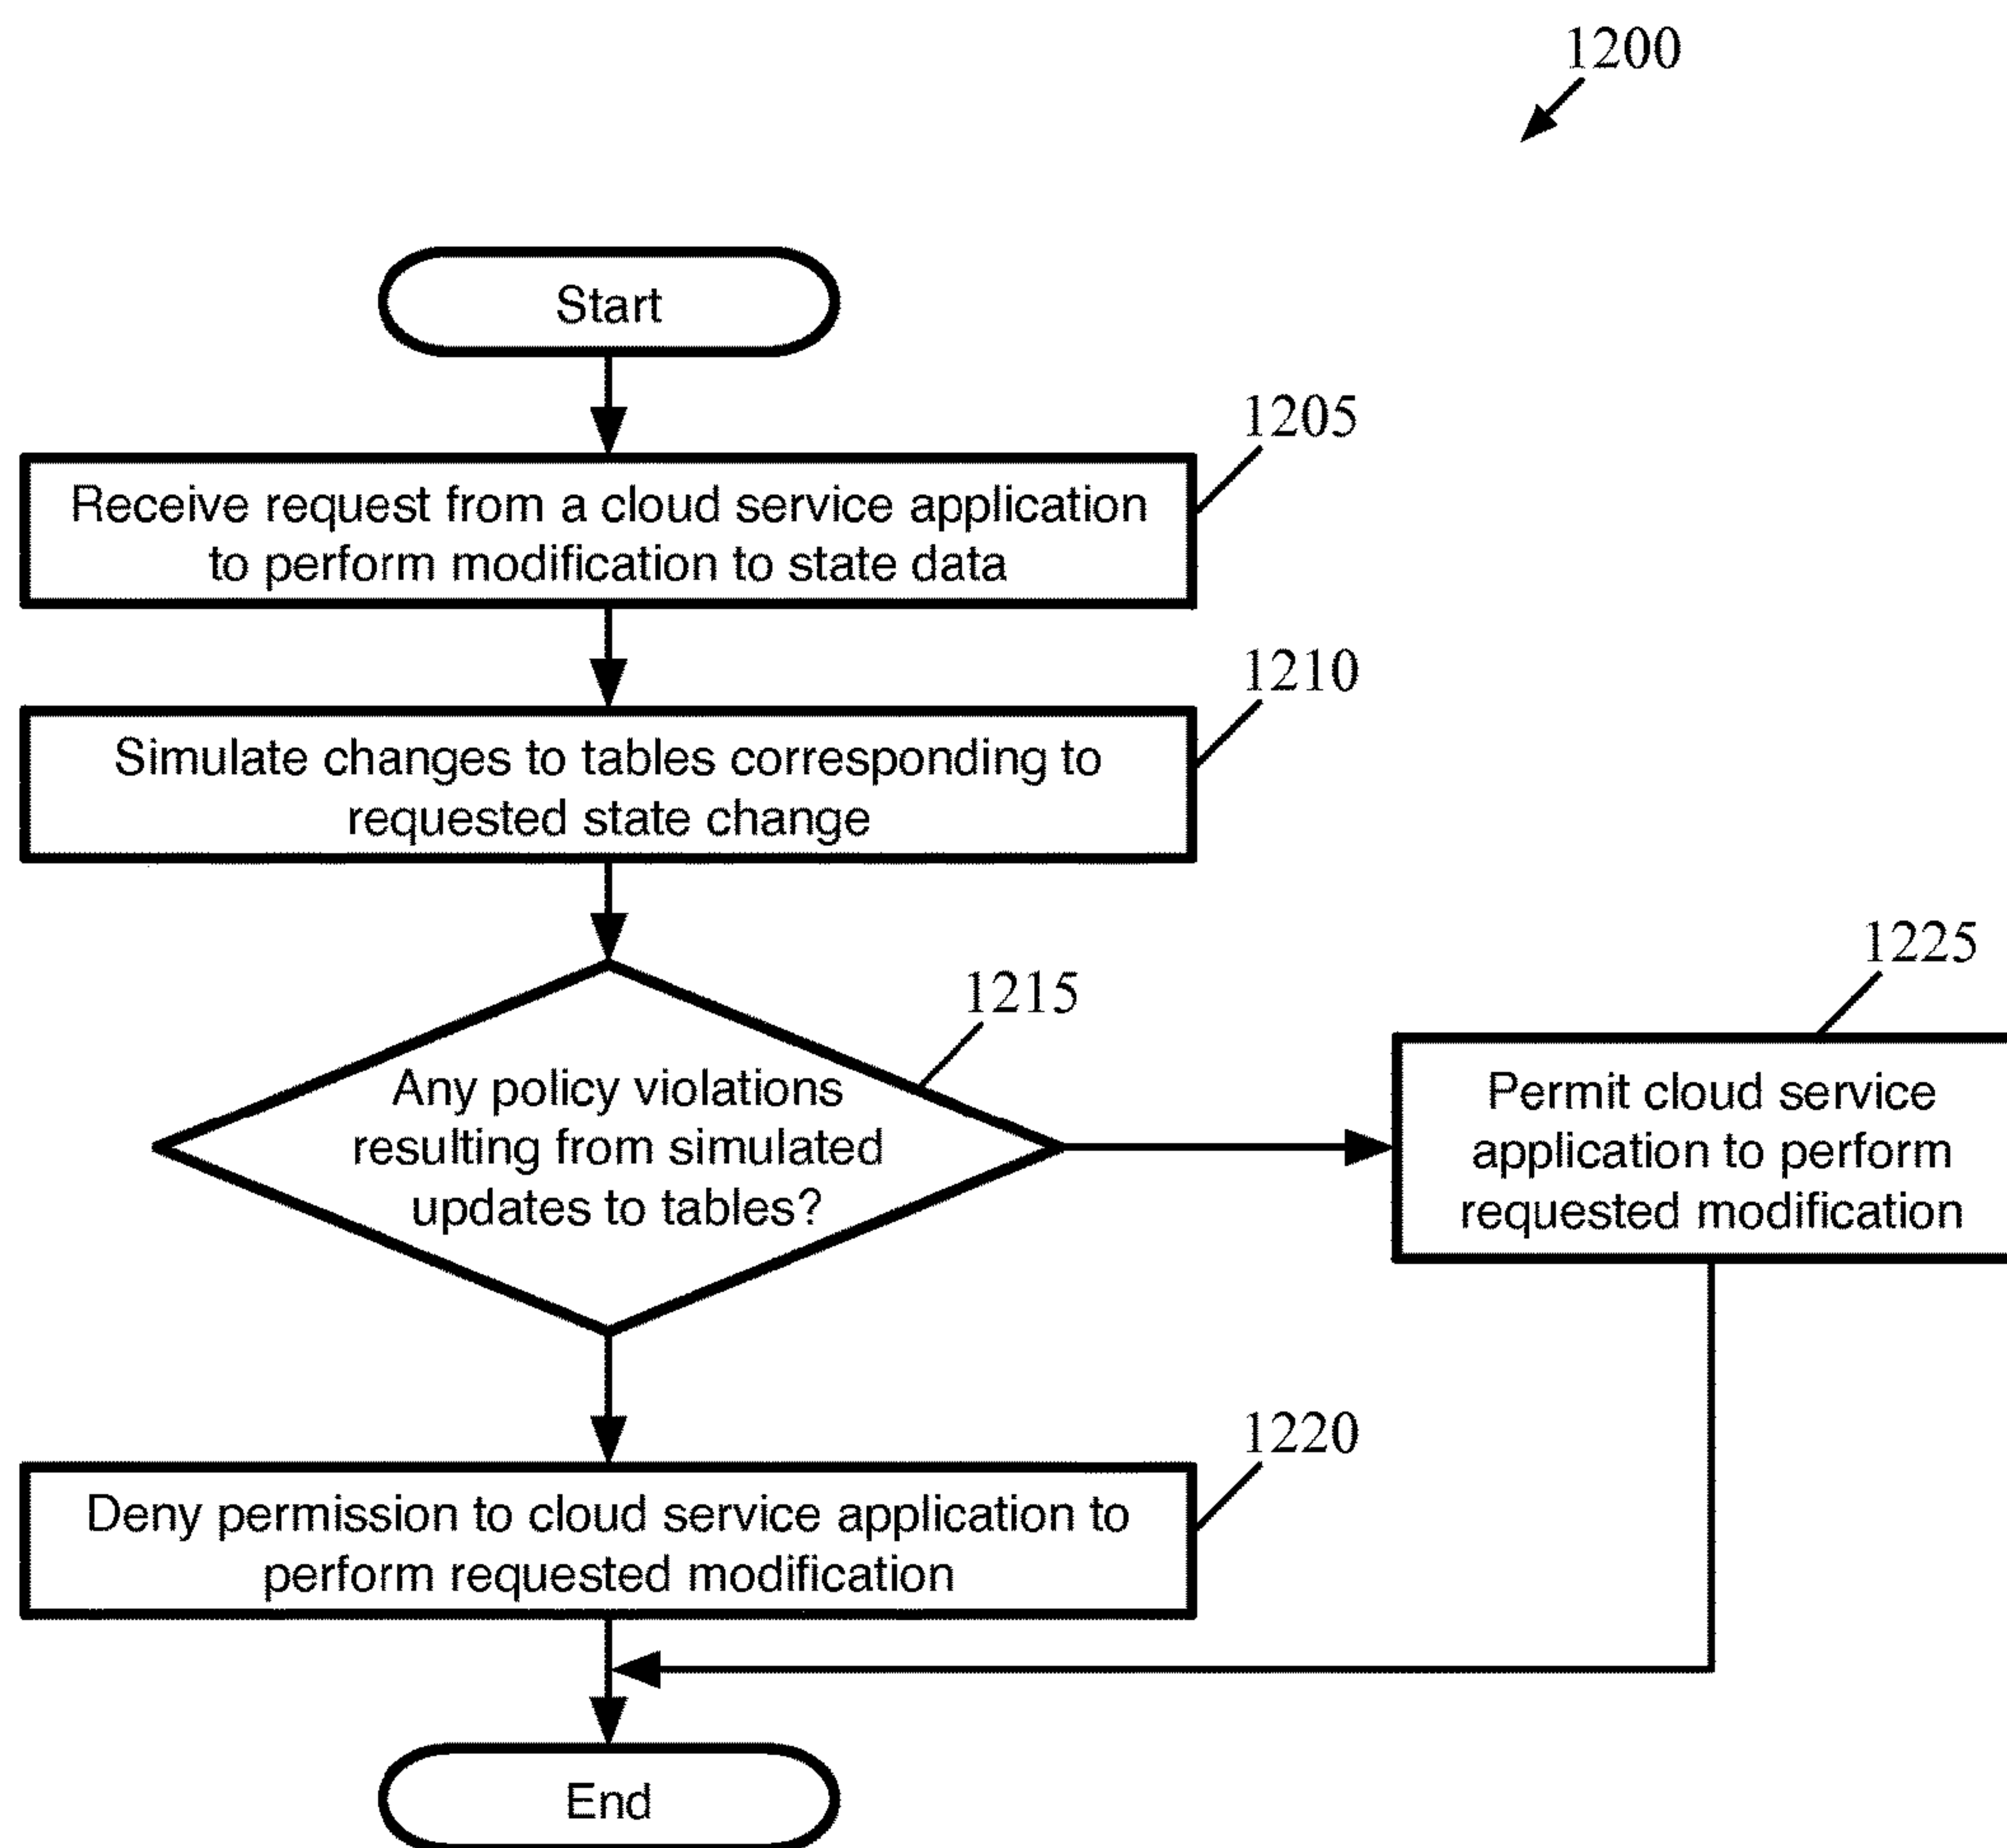 1200
Start
1205
Receive request from a cloud service application
to perform modification to state data
1210
Simulate changes to tables corresponding to
requested state change
1215
Any policy violations
resulting from simulated
updates to tables?
1225
Permit cloud service
application to perform
requested modification
1220
Deny permission to cloud service application to
perform requested modification
End